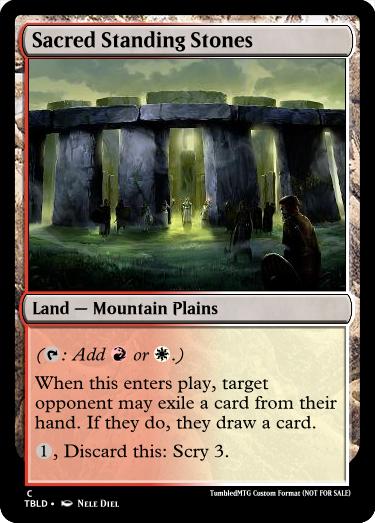 Sacred Standing Stones
Land — Mountain Plains
(: Add or .)
When this enters play, target
opponent may exile a card from their
hand. If they do, they draw a card.
1, Discard this: Scry 3.
C
TBLD • Nele Diel
TumbledMTG Custom Format (NOT FOR SALE)